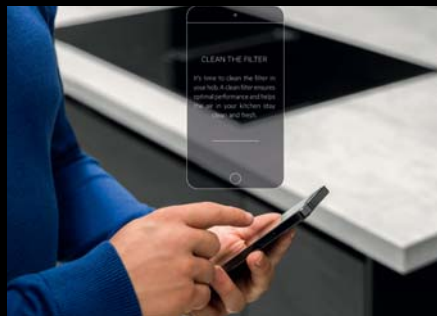 CLEAN THE FILTER
It's time to clean the filter in
your hob. A clean filter ensures
optimal performance and helps
the air in your kitchen stay
clean and fresh.